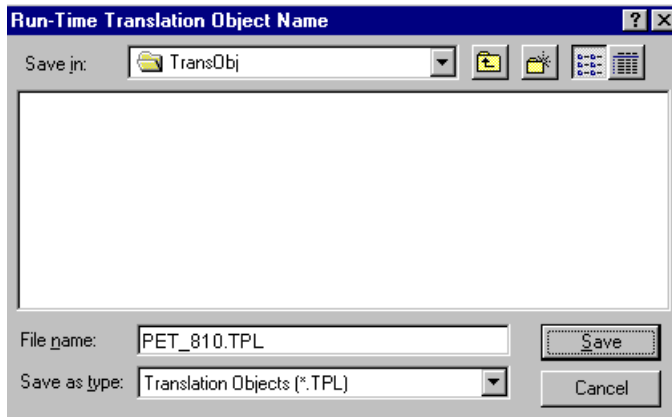 Run-Time Translation Object Name
Save in: TransObj
File name: PET_810.TPL Save
Save as type: Translation Objects (*.TPL) Cancel